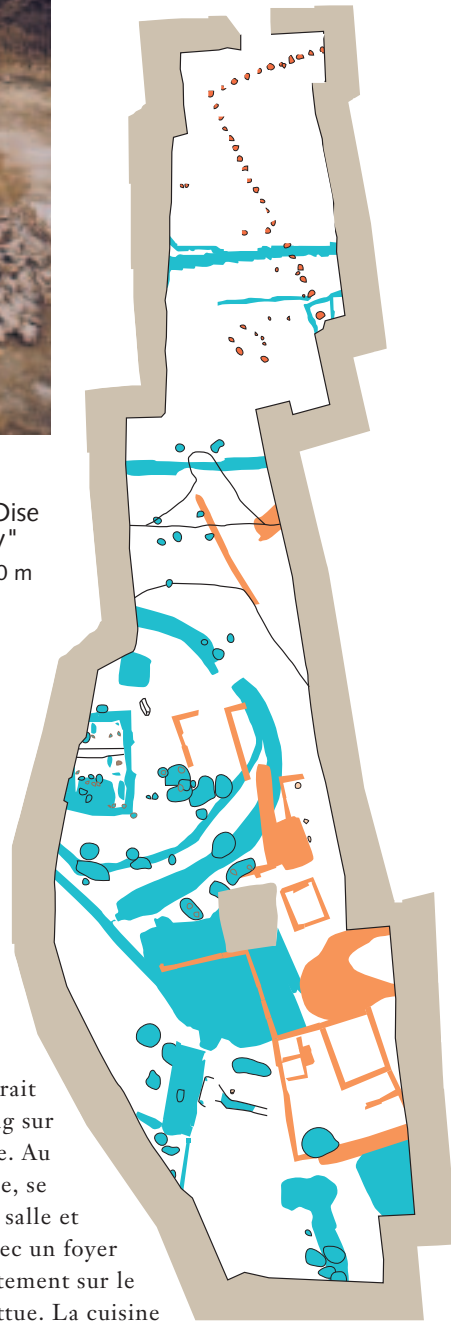 Dise
y"
0 m
rait
g sur
e. Au
e, se
salle et
ec un foyer
tement sur le
ttue. La cuisine